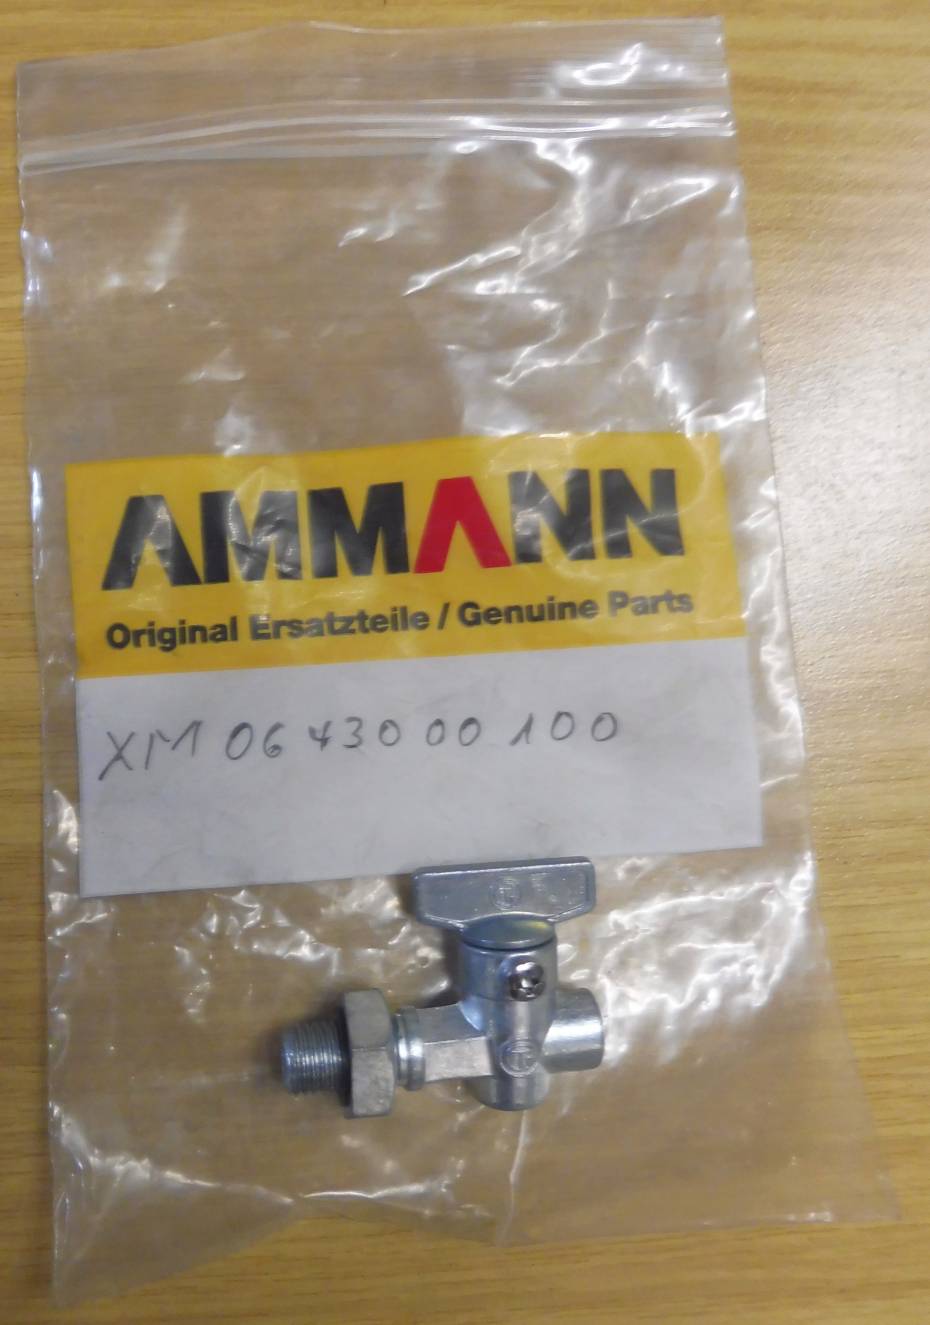 AMMANN
Original Ersatzteile / Genuine Parts
XM 06 430 00 100